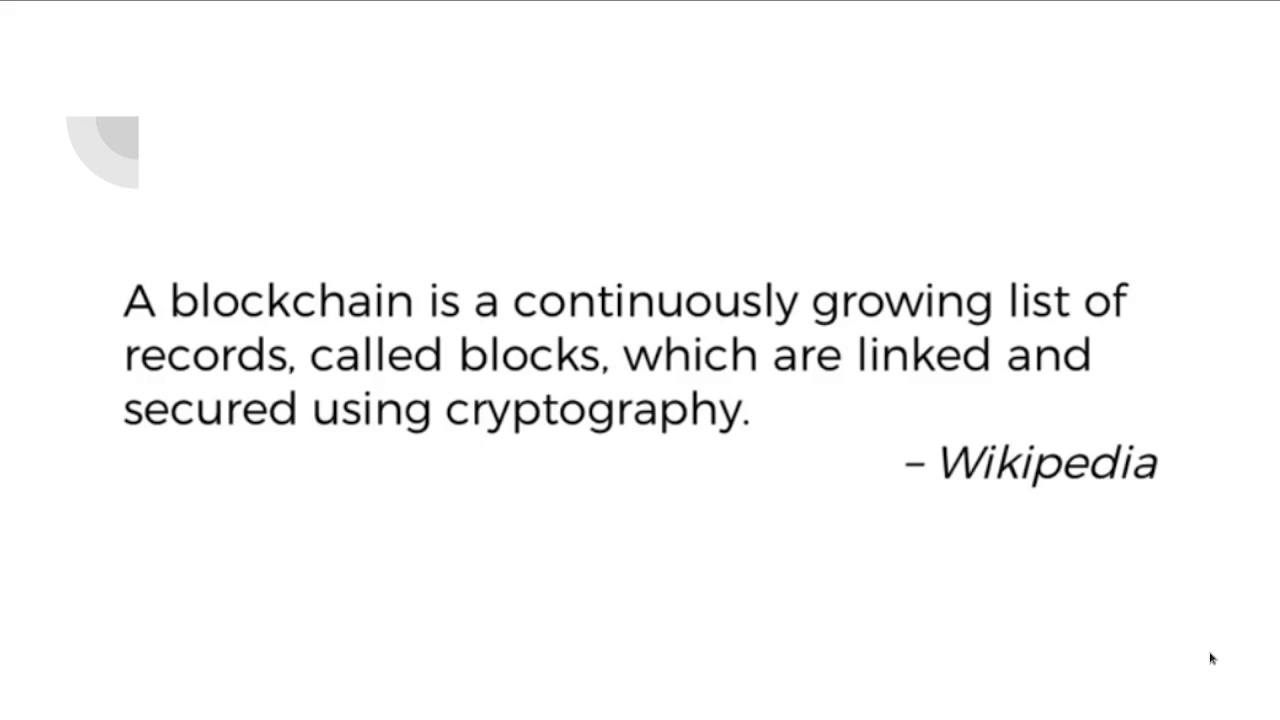 A blockchain is a continuously growing list of
records, called blocks, which are linked and
secured using cryptography.
– Wikipedia